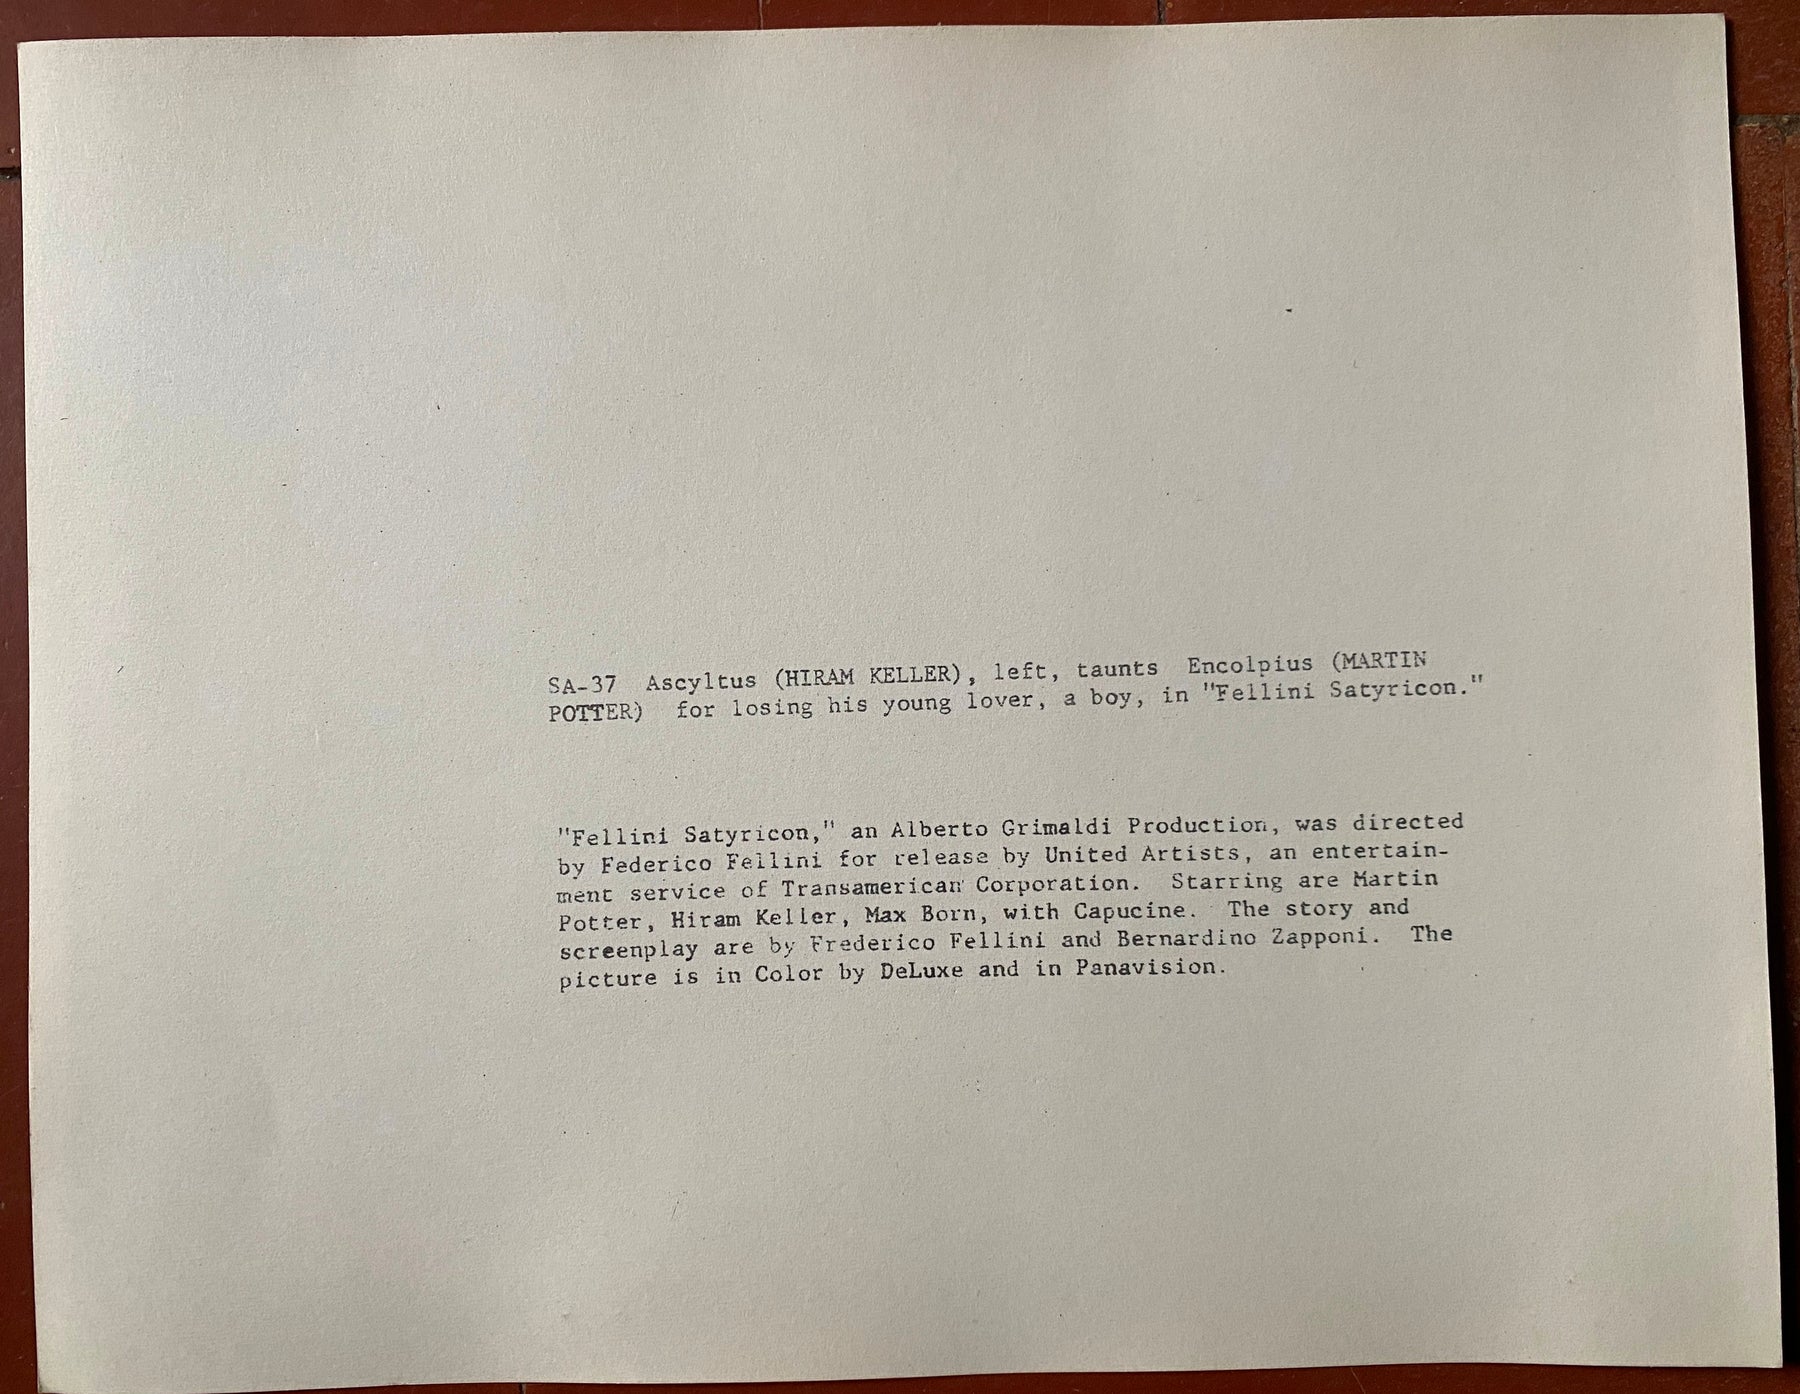 SA-37 Ascyltus (HIRAM KELLER), left, taunts Encolpius (MARTIN
POTTER) for losing his young lover, a boy, in "Fellini Satyricon."
"Fellini Satyricon," an Alberto Grimaldi Production, was directed
by Federico Fellini for release by United Artists, an entertain-
ment service of Transamerican Corporation. Starring are Martin
Potter, Hiram Keller, Max Born, with Capucine. The story and
screenplay are by Frederico Fellini and Bernardino Zapponi. The
picture is in Color by DeLuxe and in Panavision.